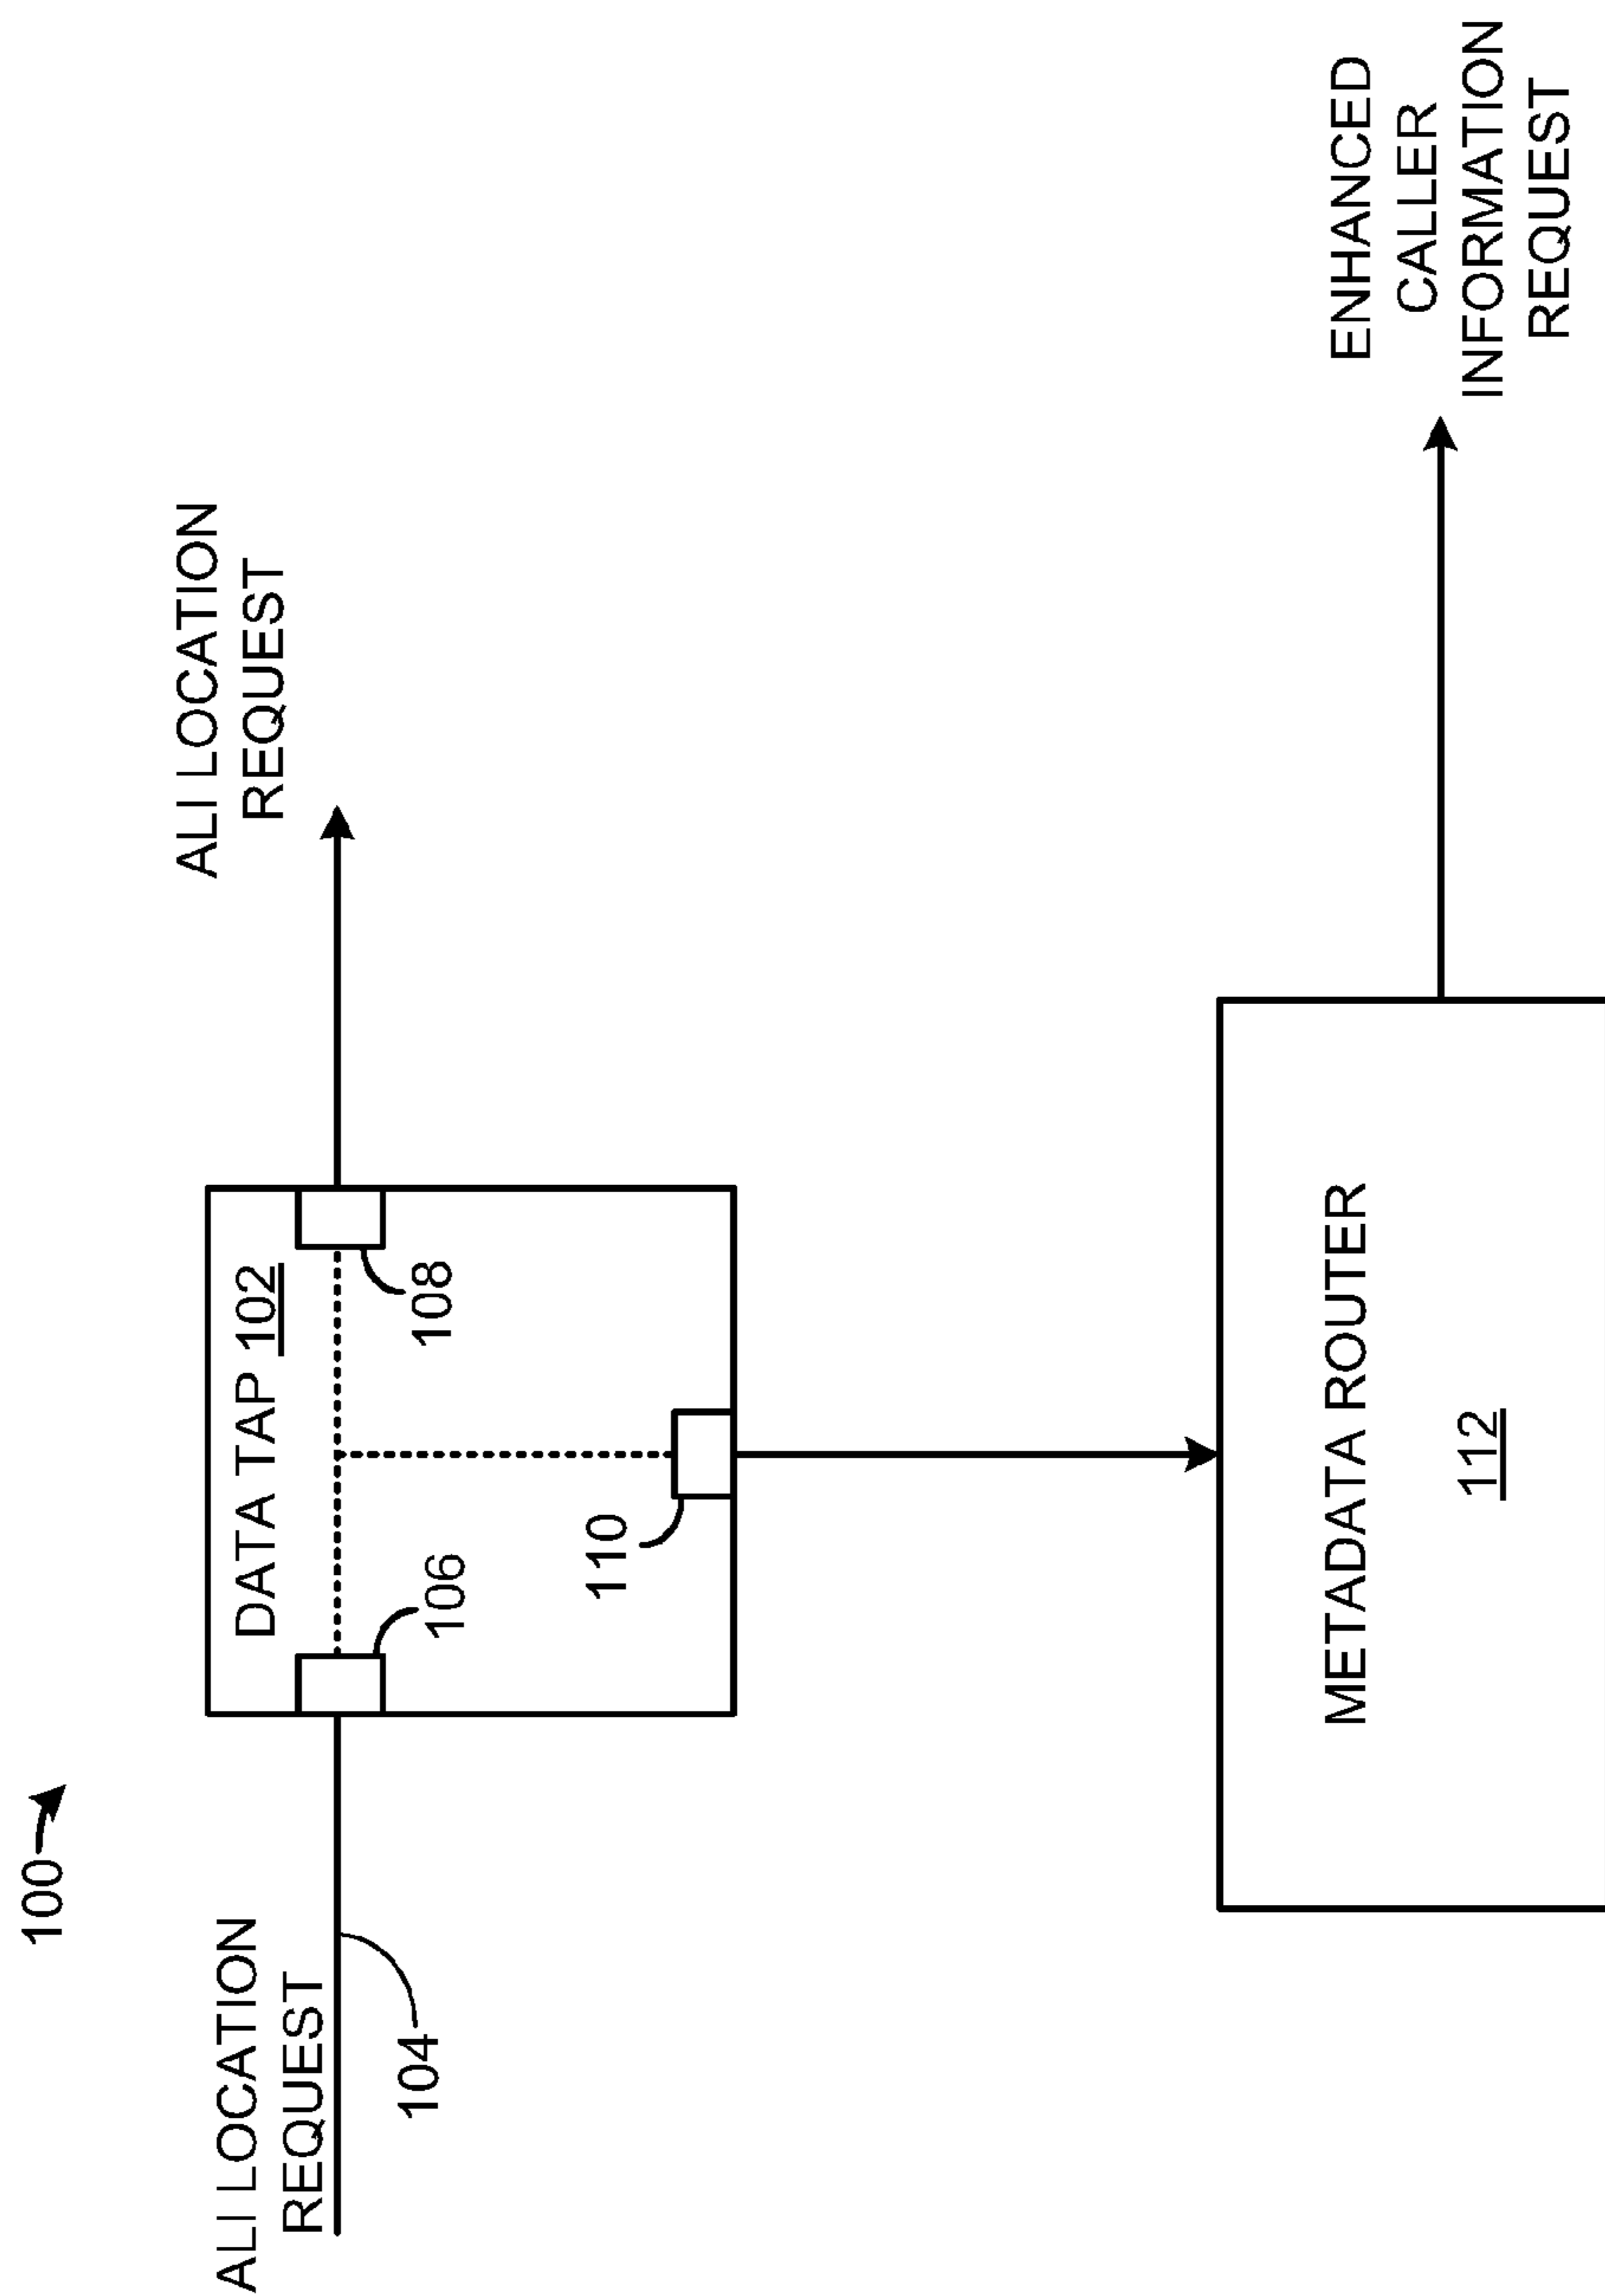 100
ALI LOCATION
REQUEST
104
DATA TAP 102
106
108
110
ALI LOCATION
REQUEST
METADATA ROUTER
112
ENHANCED
CALLER
INFORMATION
REQUEST